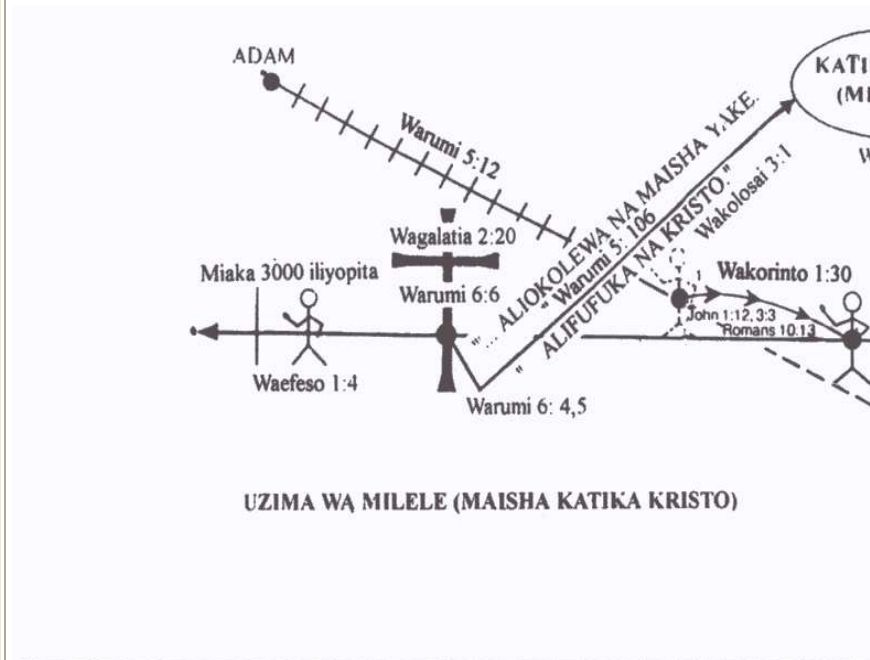 ADAM
KATI
(MI
Warumi 5:12
"... ALIOKOLEWA NA MAISHA YAKE.
" Warumi 5: 106
" ALIFUFUKA NA KRISTO."
Wakolosai 3:1
W
Wagalatia 2:20
Miaka 3000 iliyopita
Warumi 6:6
1
Wakorinto 1:30
John 1:12, 3:3
Romans 10.13
Waefeso 1:4
Warumi 6: 4,5
UZIMA WA MILELE (MAISHA KATIKA KRISTO)